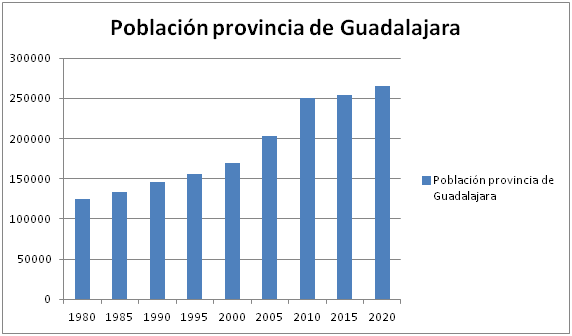 Población provincia de Guadalajara
300000
250000
200000
150000
100000
50000
0
1980 1985 1990 1995 2000 2005 2010 2015 2020
Población provincia de
Guadalajara